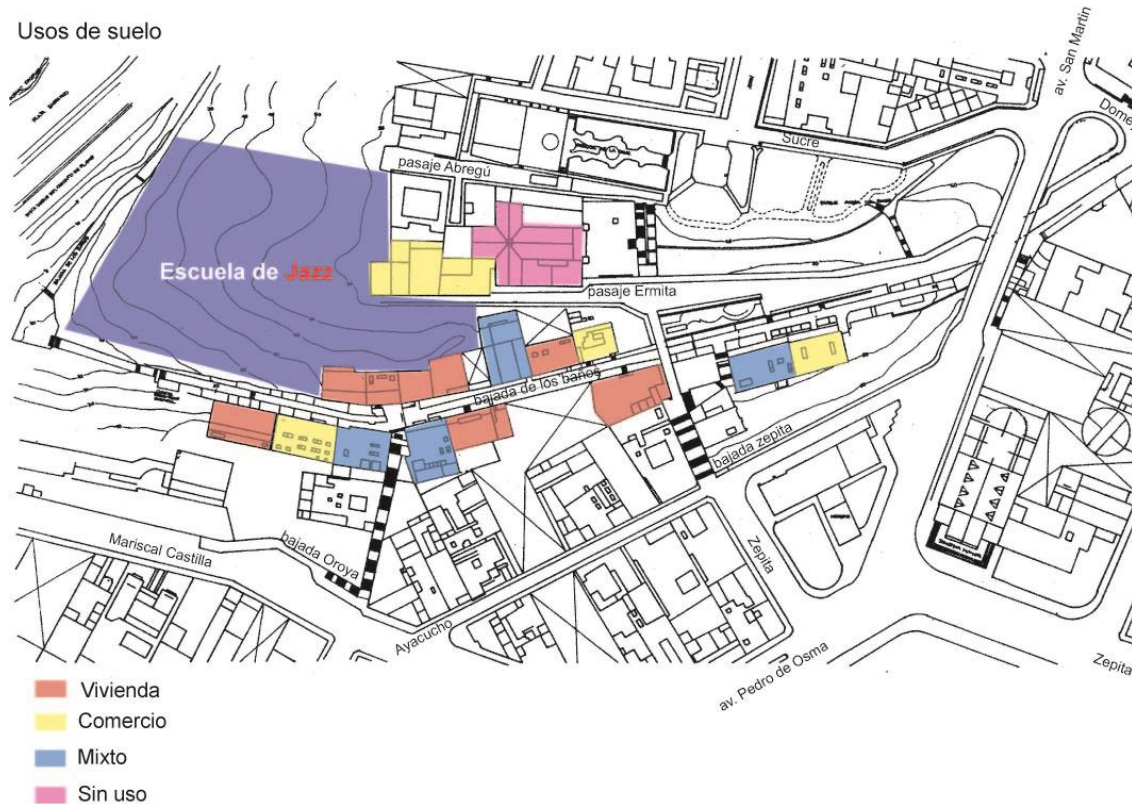 Usos de suelo
av. San Martin
Sucre
pasaje Abregú
Escuela de Jazz
pasaje Ermita
bajada de los baños
bajada zepita
Mariscal Castilla
bajada Oroya
Zepita
Ayacucho
av. Pedro de Osma
Zepita
Vivienda
Comercio
Mixto
Sin uso